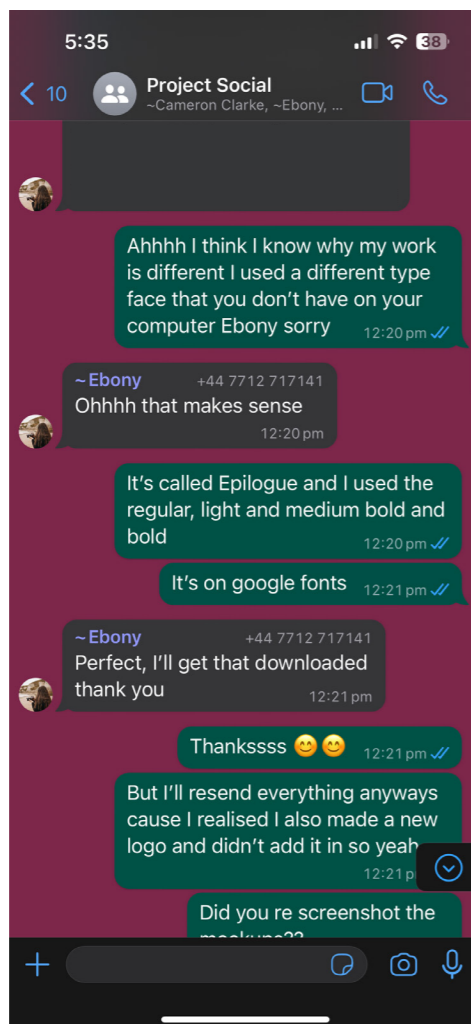 5:35
38
10
Project Social
~Cameron Clarke, ~Ebony, ...
Ahhhh I think I know why my work
is different I used a different type
face that you don't have on your
computer Ebony sorry
12:20 pm
~Ebony +44 7712 717141
Ohhhh that makes sense
12:20 pm
It's called Epilogue and I used the
regular, light and medium bold and
bold
12:20 pm
It's on google fonts 12:21 pm
~Ebony +44 7712 717141
Perfect, I'll get that downloaded
thank you
12:21 pm
Thankssss 😊😊 12:21 pm
But I'll resend everything anyways
cause I realised I also made a new
logo and didn't add it in so yeah
12:21 p
Did you re screenshot the